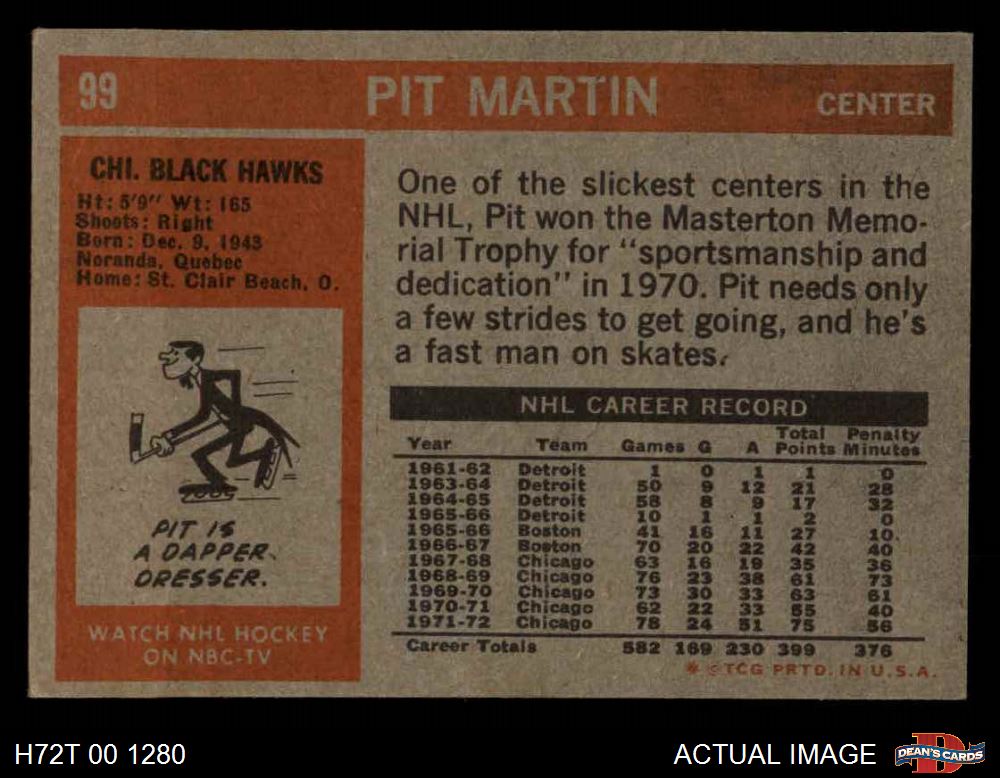 99 PIT MARTIN CENTER
CHI. BLACK HAWKS
Ht: 5'9" Wt: 165
Shoots: Right
Born: Dec. 9, 1943
Noranda, Quebec
Home: St. Clair Beach, O.
PIT IS
A DAPPER
DRESSER.
WATCH NHL HOCKEY
ON NBC-TV
One of the slickest centers in the
NHL, Pit won the Masterton Memo-
rial Trophy for "sportsmanship and
dedication" in 1970. Pit needs only
a few strides to get going, and he's
a fast man on skates.
NHL CAREER RECORD
Year Team Games G A Total Points Penalty Minutes
1961-62 Detroit 1 0 1 1 0
1963-64 Detroit 50 9 12 21 28
1964-65 Detroit 58 8 9 17 32
1965-66 Detroit 10 1 1 2 0
1965-66 Boston 41 16 11 27 10
1966-67 Boston 70 20 22 42 40
1967-68 Chicago 63 16 19 35 36
1968-69 Chicago 76 23 38 61 73
1969-70 Chicago 73 30 33 63 61
1970-71 Chicago 62 22 33 55 40
1971-72 Chicago 78 24 51 75 56
Career Totals 582 169 230 399 376
* © TCG PRTD. IN U.S.A.
H72T 00 1280
ACTUAL IMAGE
DEAN'S CARDS